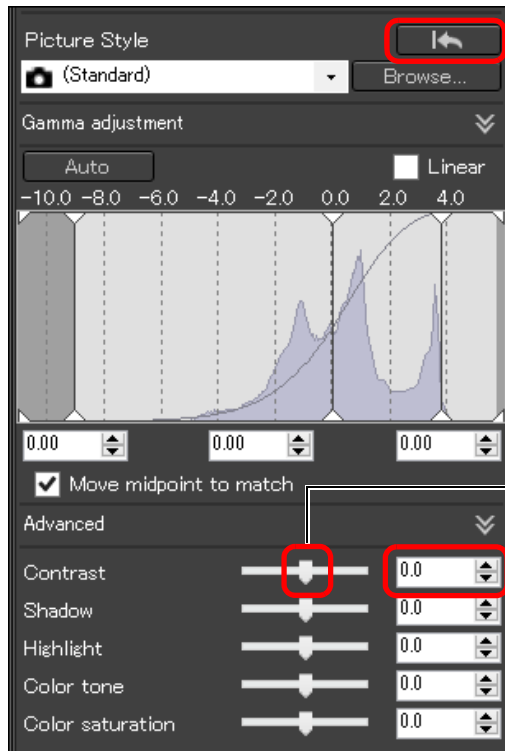 Picture Style
(Standard) Browse...
Gamma adjustment
Auto Linear
-10.0 -8.0 -6.0 -4.0 -2.0 0.0 2.0 4.0
0.00 0.00 0.00
Move midpoint to match
Advanced
Contrast 0.0
Shadow 0.0
Highlight 0.0
Color tone 0.0
Color saturation 0.0